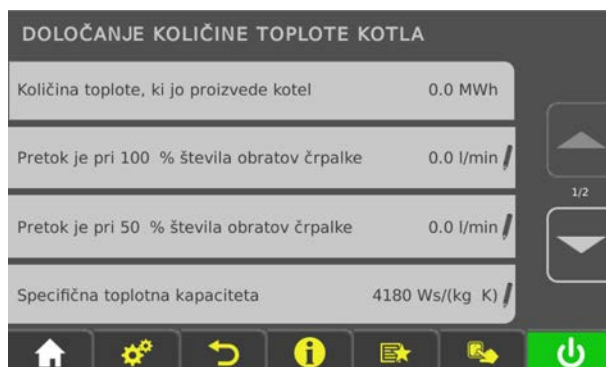 DOLOČANJE KOLIČINE TOPLOTE KOTLA
Količina toplote, ki jo proizvede kotel 0.0 MWh
Pretok je pri 100 % števila obratov črpalke 0.0 l/min
1/2
Pretok je pri 50 % števila obratov črpalke 0.0 l/min
Specifična toplotna kapaciteta 4180 Ws/(kg K)